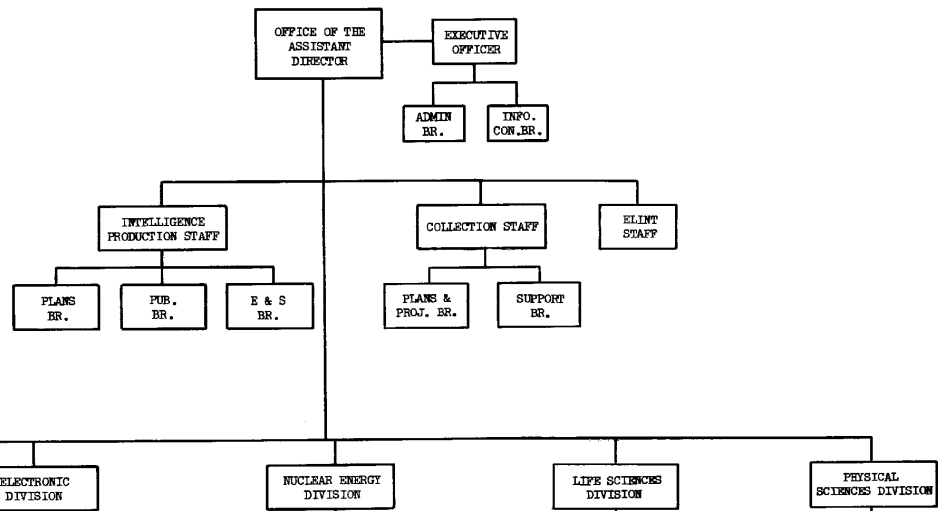 OFFICE OF THE
ASSISTANT
DIRECTOR
EXECUTIVE
OFFICER
ADMIN
BR.
INFO.
CON.BR.
INTELLIGENCE
PRODUCTION STAFF
COLLECTION STAFF
ELINT
STAFF
PLANS
BR.
PUB.
BR.
E & S
BR.
PLANS &
PROJ. BR.
SUPPORT
BR.
ELECTRONIC
DIVISION
NUCLEAR ENERGY
DIVISION
LIFE SCIENCES
DIVISION
PHYSICAL
SCIENCES DIVISION